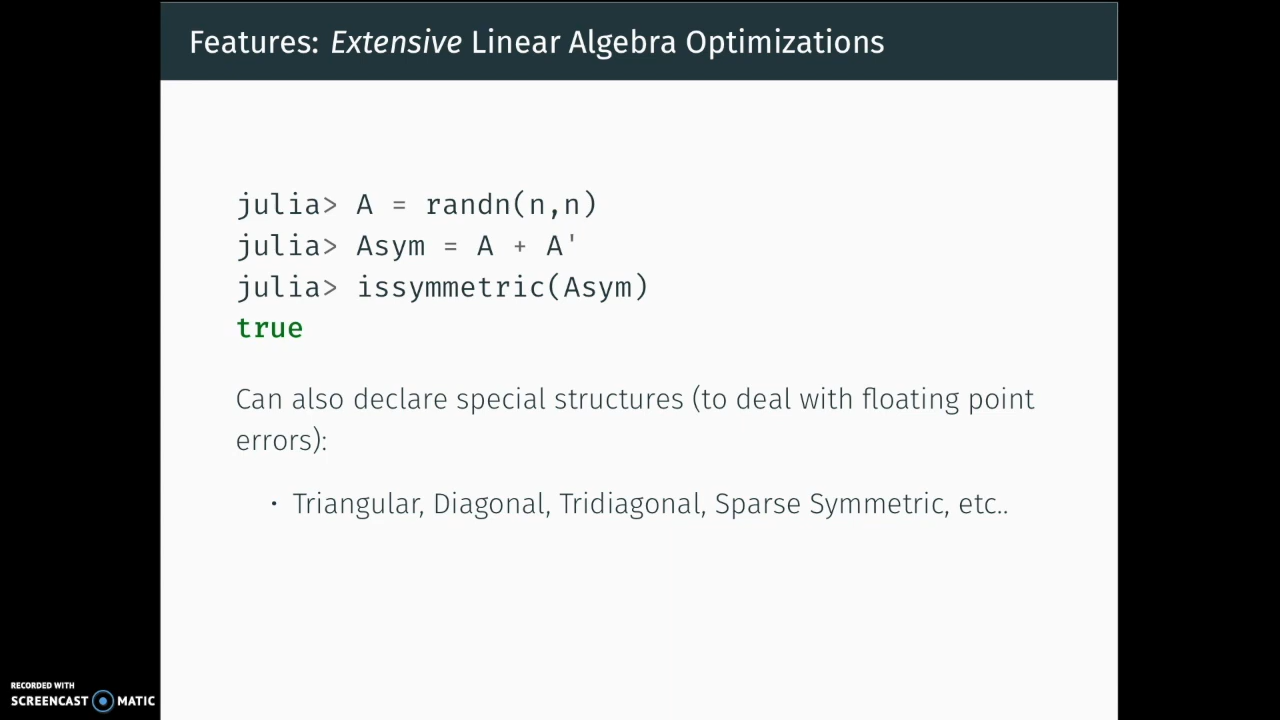 Features: Extensive Linear Algebra Optimizations
julia> A = randn(n,n)
julia> Asym = A + A'
julia> issymmetric(Asym)
true
Can also declare special structures (to deal with floating point
errors):
• Triangular, Diagonal, Tridiagonal, Sparse Symmetric, etc..
RECORDED WITH
SCREENCAST MATIC